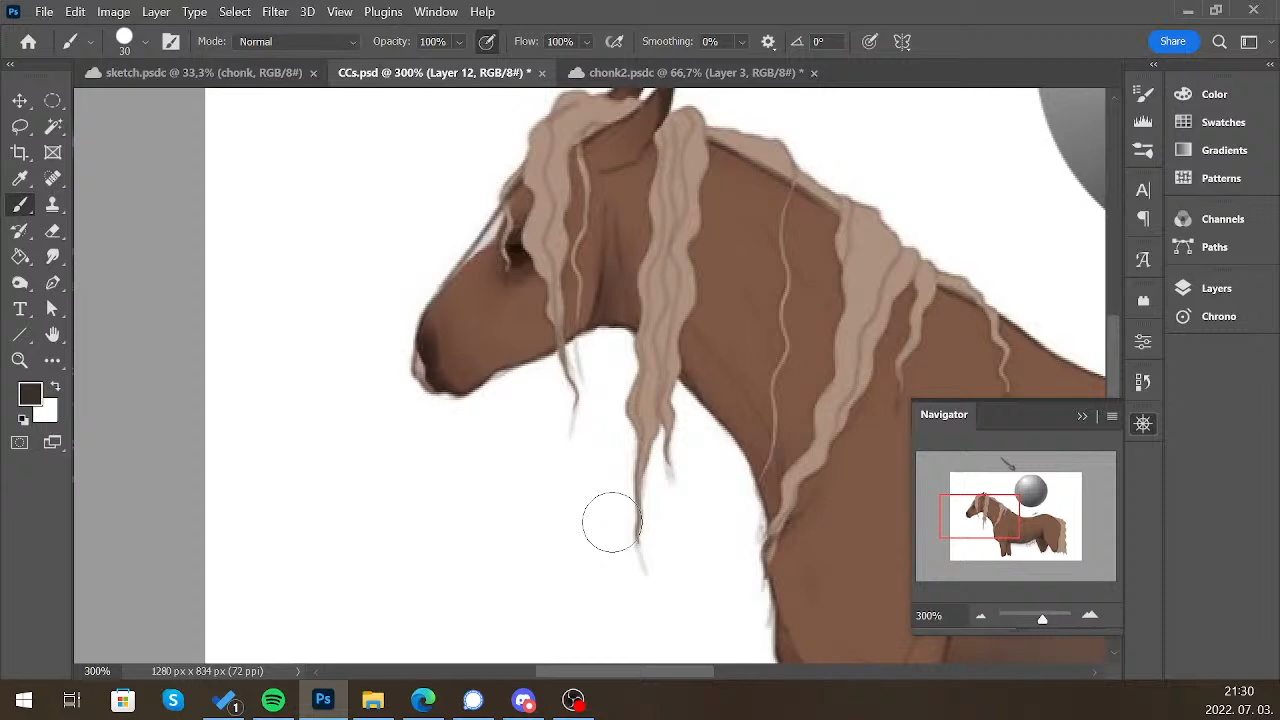 Ps File Edit Image Layer Type Select Filter 3D View Plugins Window Help
30 Mode: Normal Opacity: 100% Flow: 100% Smoothing: 0% 0° Share
sketch.psdc @ 33,3% (chonk, RGB/8#) × CCs.psd @ 300% (Layer 12, RGB/8#) * × chonk2.psdc @ 66,7% (Layer 3, RGB/8#) * ×
Color
Swatches
Gradients
Patterns
Channels
Paths
Layers
Chrono
Navigator
300%
300% 1280 px x 834 px (72 ppi)
1
Ps
21:30
2022. 07. 03.